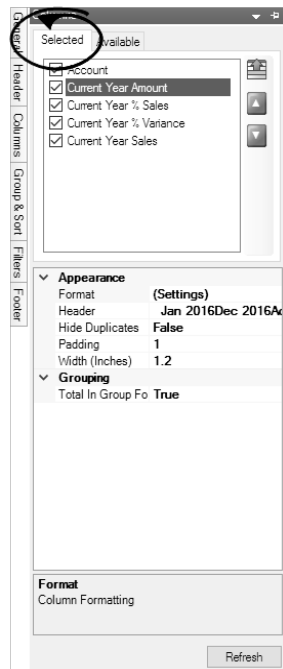 Selected
Available
Account
Current Year Amount
Current Year % Sales
Current Year % Variance
Current Year Sales
General
Header
Columns
Group & Sort
Filters
Footer
Appearance
Format (Settings)
Header Jan 2016Dec 2016Ac
Hide Duplicates False
Padding 1
Width (Inches) 1.2
Grouping
Total In Group Fo True
Format
Column Formatting
Refresh